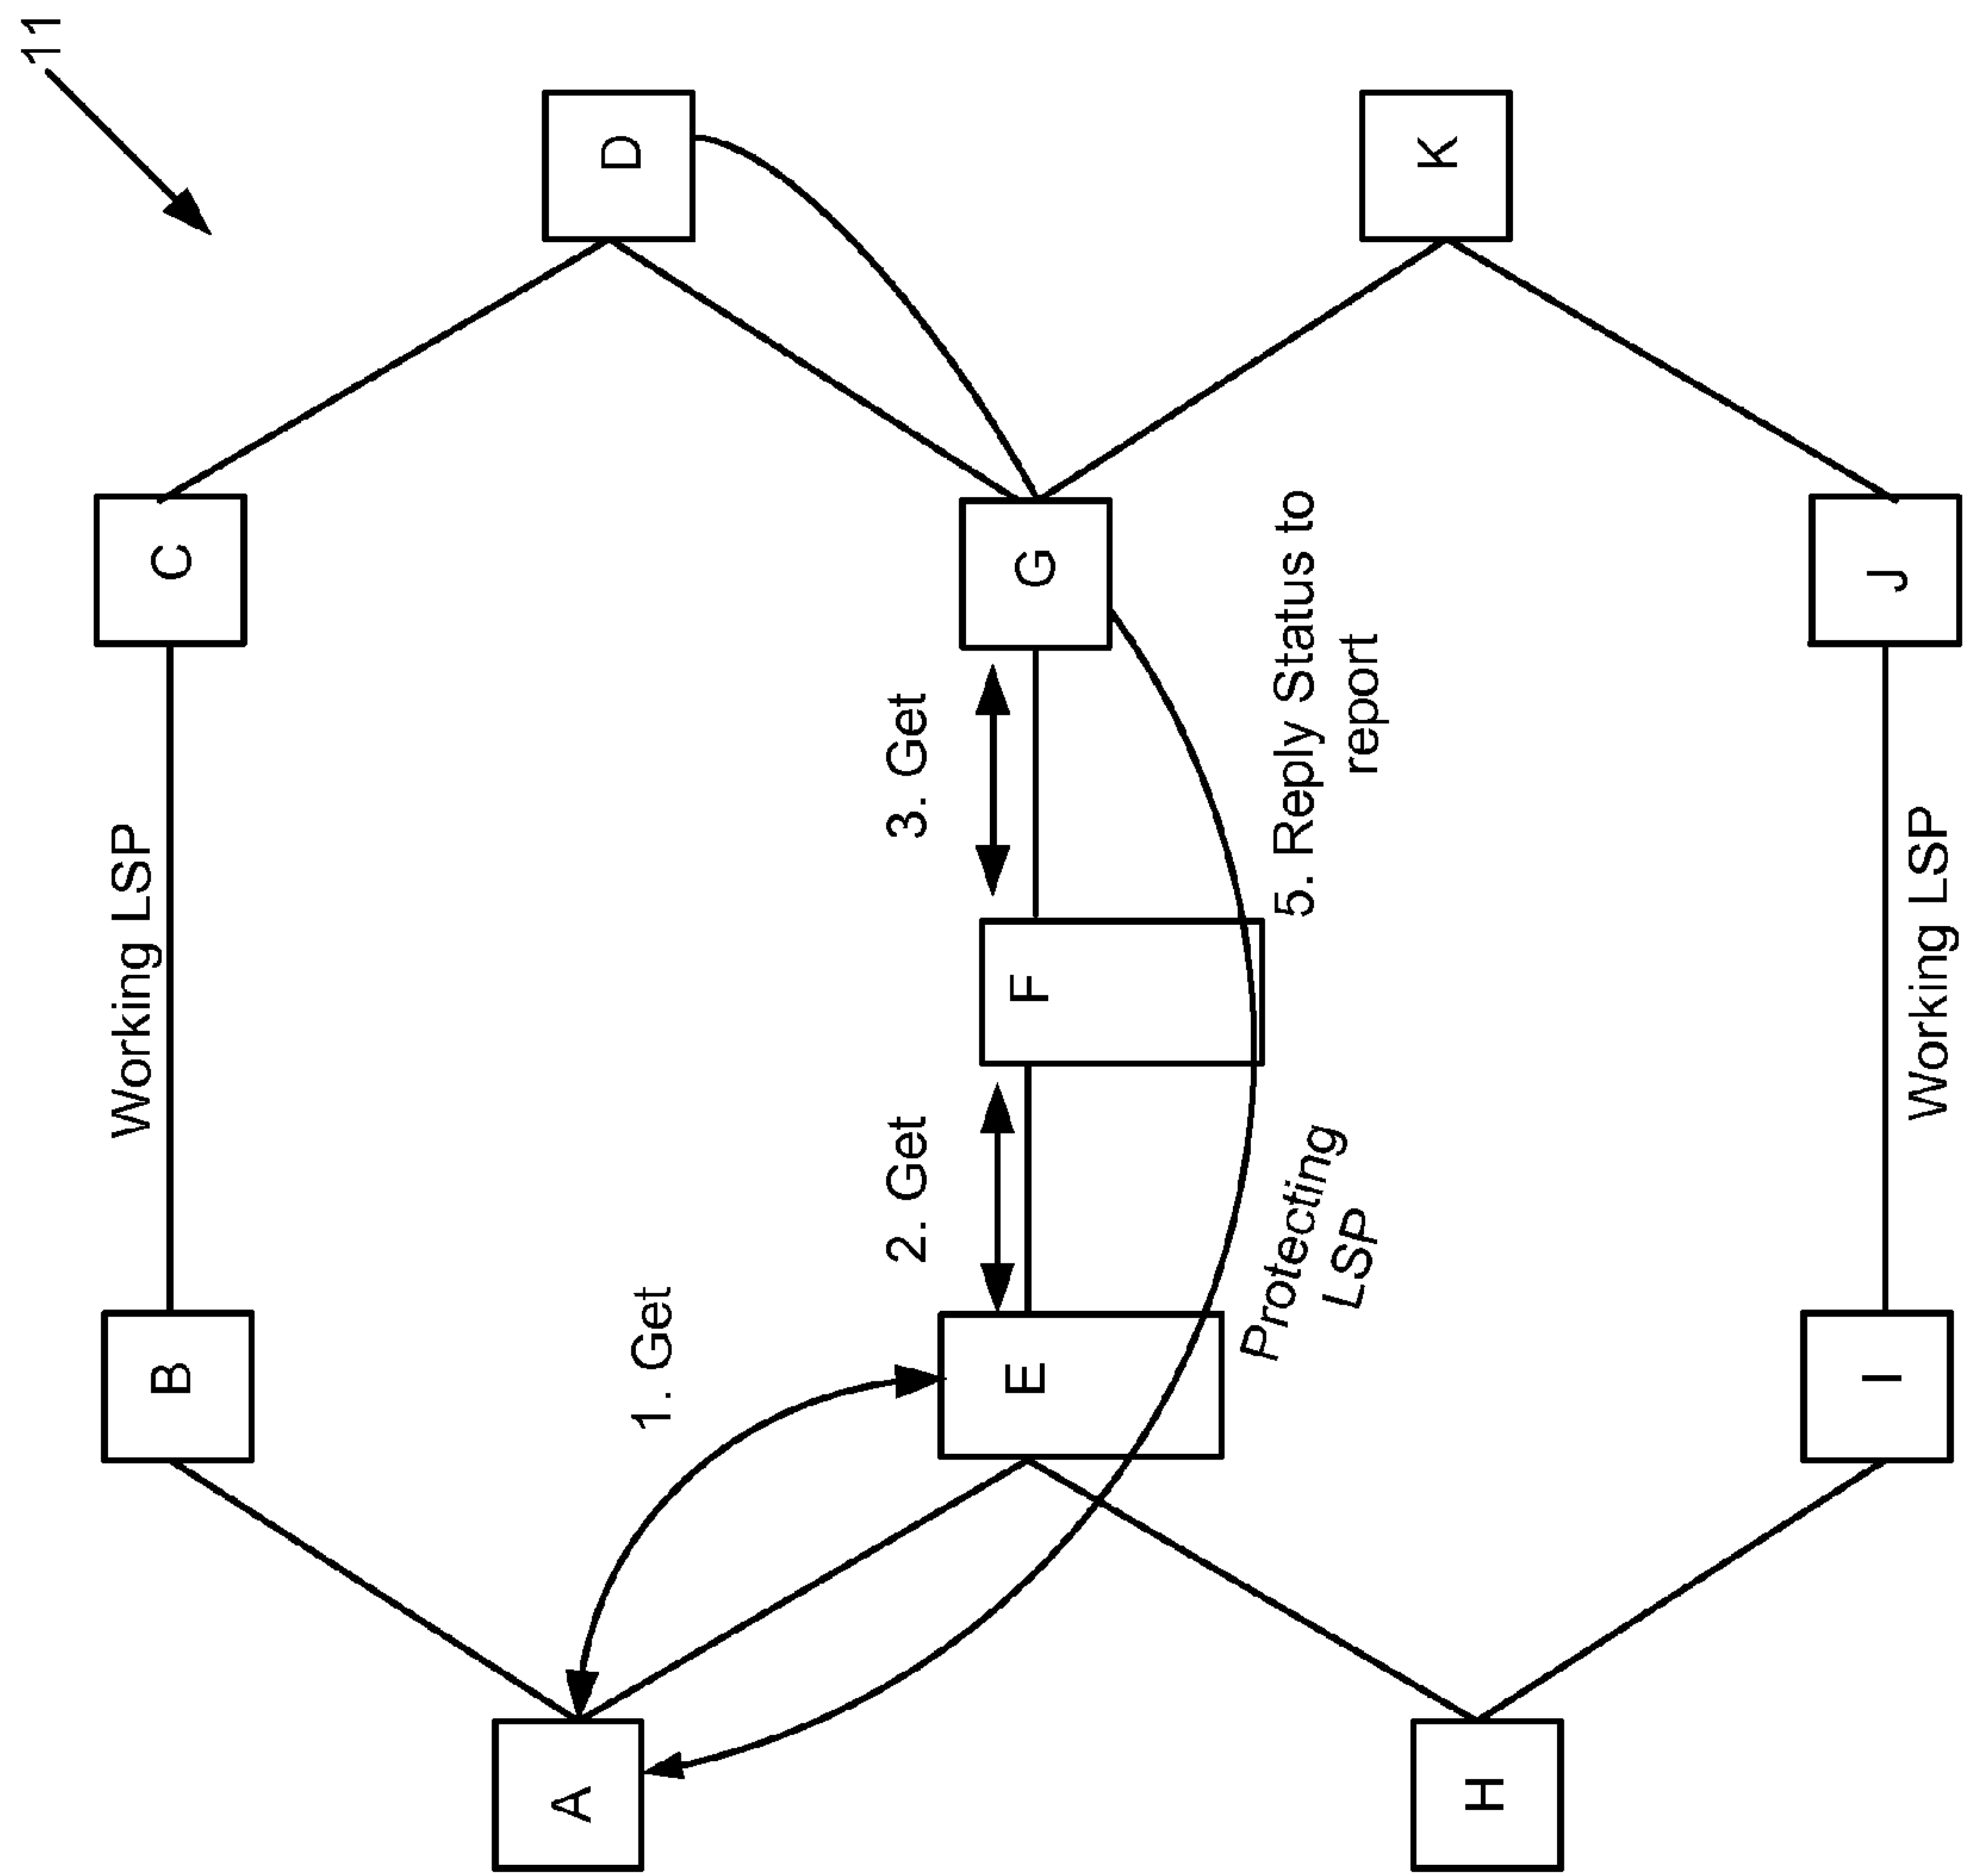 11
Working LSP
B
C
A
D
1. Get
2. Get
3. Get
E
F
G
Protecting
LSP
5. Reply Status to
report
H
K
I
J
Working LSP